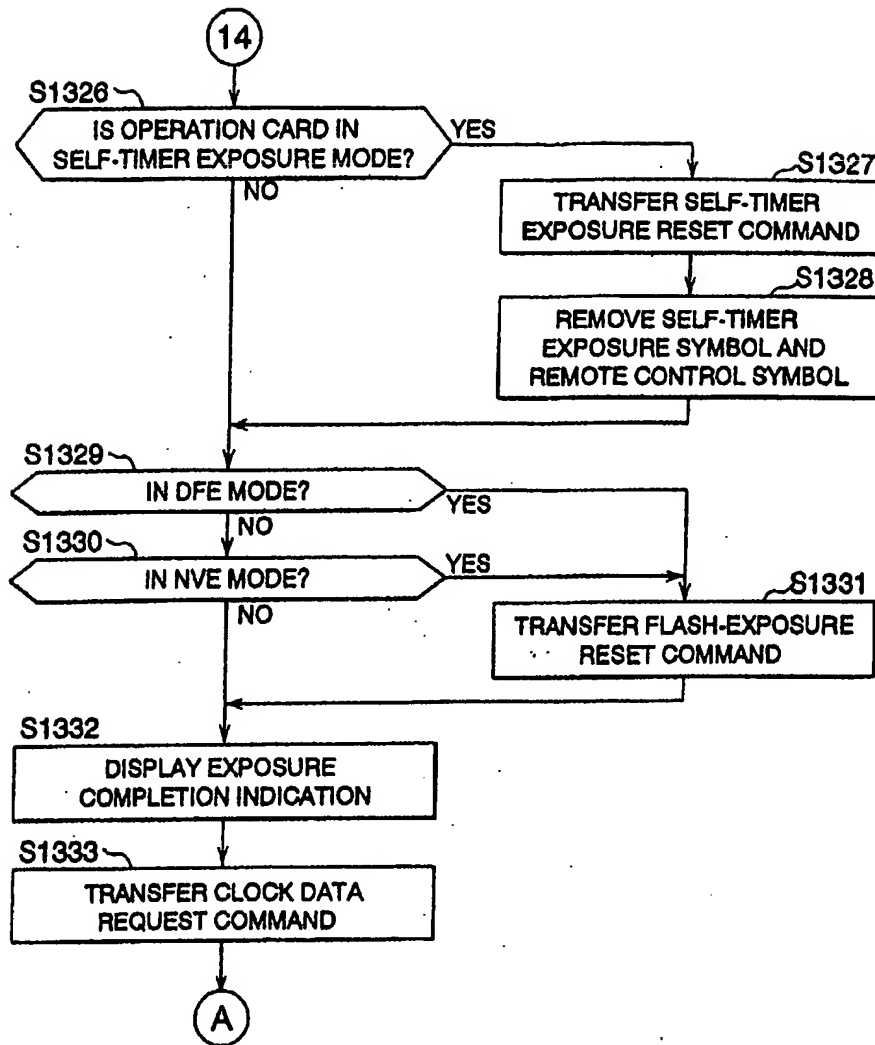 14
S1326
IS OPERATION CARD IN
SELF-TIMER EXPOSURE MODE?
YES
NO
S1327
TRANSFER SELF-TIMER
EXPOSURE RESET COMMAND
S1328
REMOVE SELF-TIMER
EXPOSURE SYMBOL AND
REMOTE CONTROL SYMBOL
S1329
IN DFE MODE?
YES
NO
S1330
IN NVE MODE?
YES
NO
S1331
TRANSFER FLASH-EXPOSURE
RESET COMMAND
S1332
DISPLAY EXPOSURE
COMPLETION INDICATION
S1333
TRANSFER CLOCK DATA
REQUEST COMMAND
A